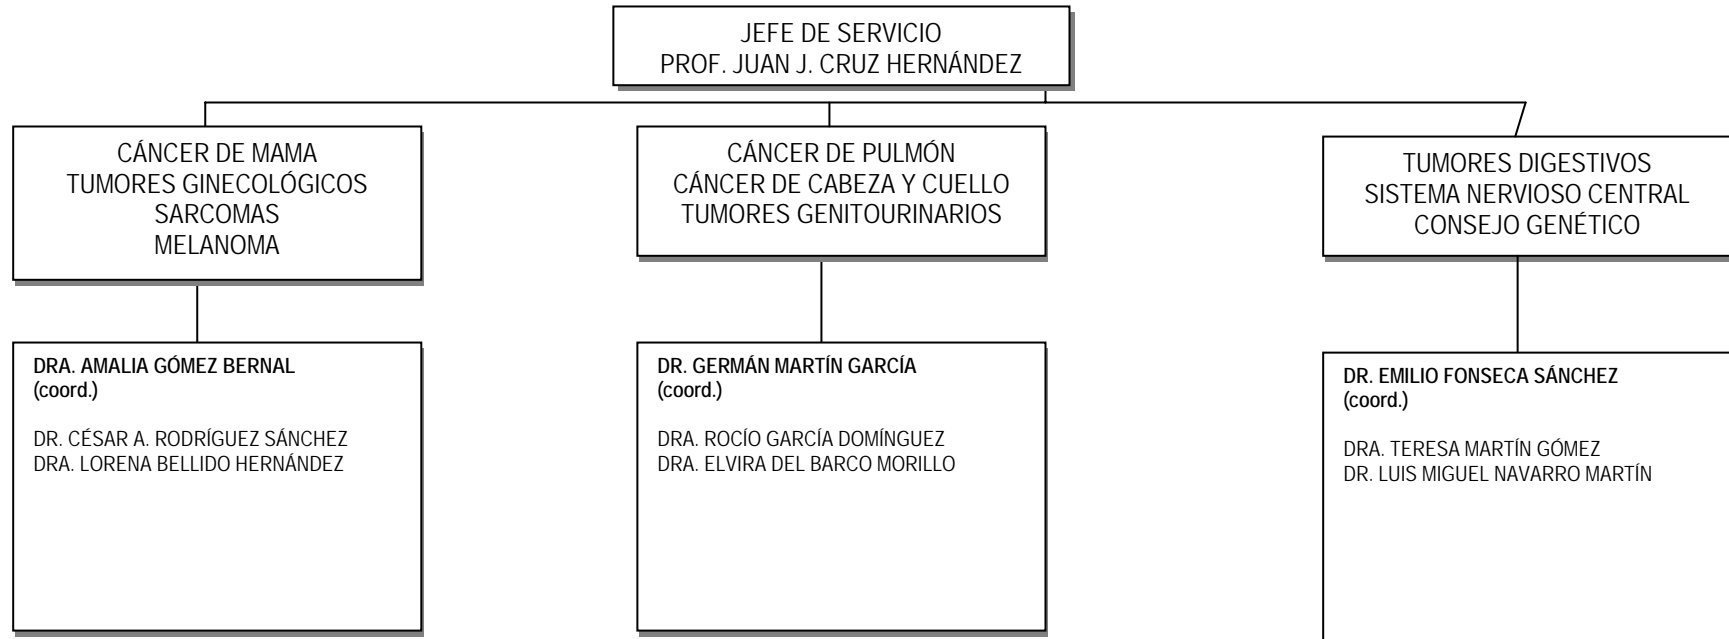 JEFE DE SERVICIO
PROF. JUAN J. CRUZ HERNÁNDEZ
CÁNCER DE MAMA
TUMORES GINECOLÓGICOS
SARCOMAS
MELANOMA
CÁNCER DE PULMÓN
CÁNCER DE CABEZA Y CUELLO
TUMORES GENITOURINARIOS
TUMORES DIGESTIVOS
SISTEMA NERVIOSO CENTRAL
CONSEJO GENÉTICO
DRA. AMALIA GÓMEZ BERNAL
(coord.)
DR. CÉSAR A. RODRÍGUEZ SÁNCHEZ
DRA. LORENA BELLIDO HERNÁNDEZ
DR. GERMÁN MARTÍN GARCÍA
(coord.)
DRA. ROCÍO GARCÍA DOMÍNGUEZ
DRA. ELVIRA DEL BARCO MORILLO
DR. EMILIO FONSECA SÁNCHEZ
(coord.)
DRA. TERESA MARTÍN GÓMEZ
DR. LUIS MIGUEL NAVARRO MARTÍN